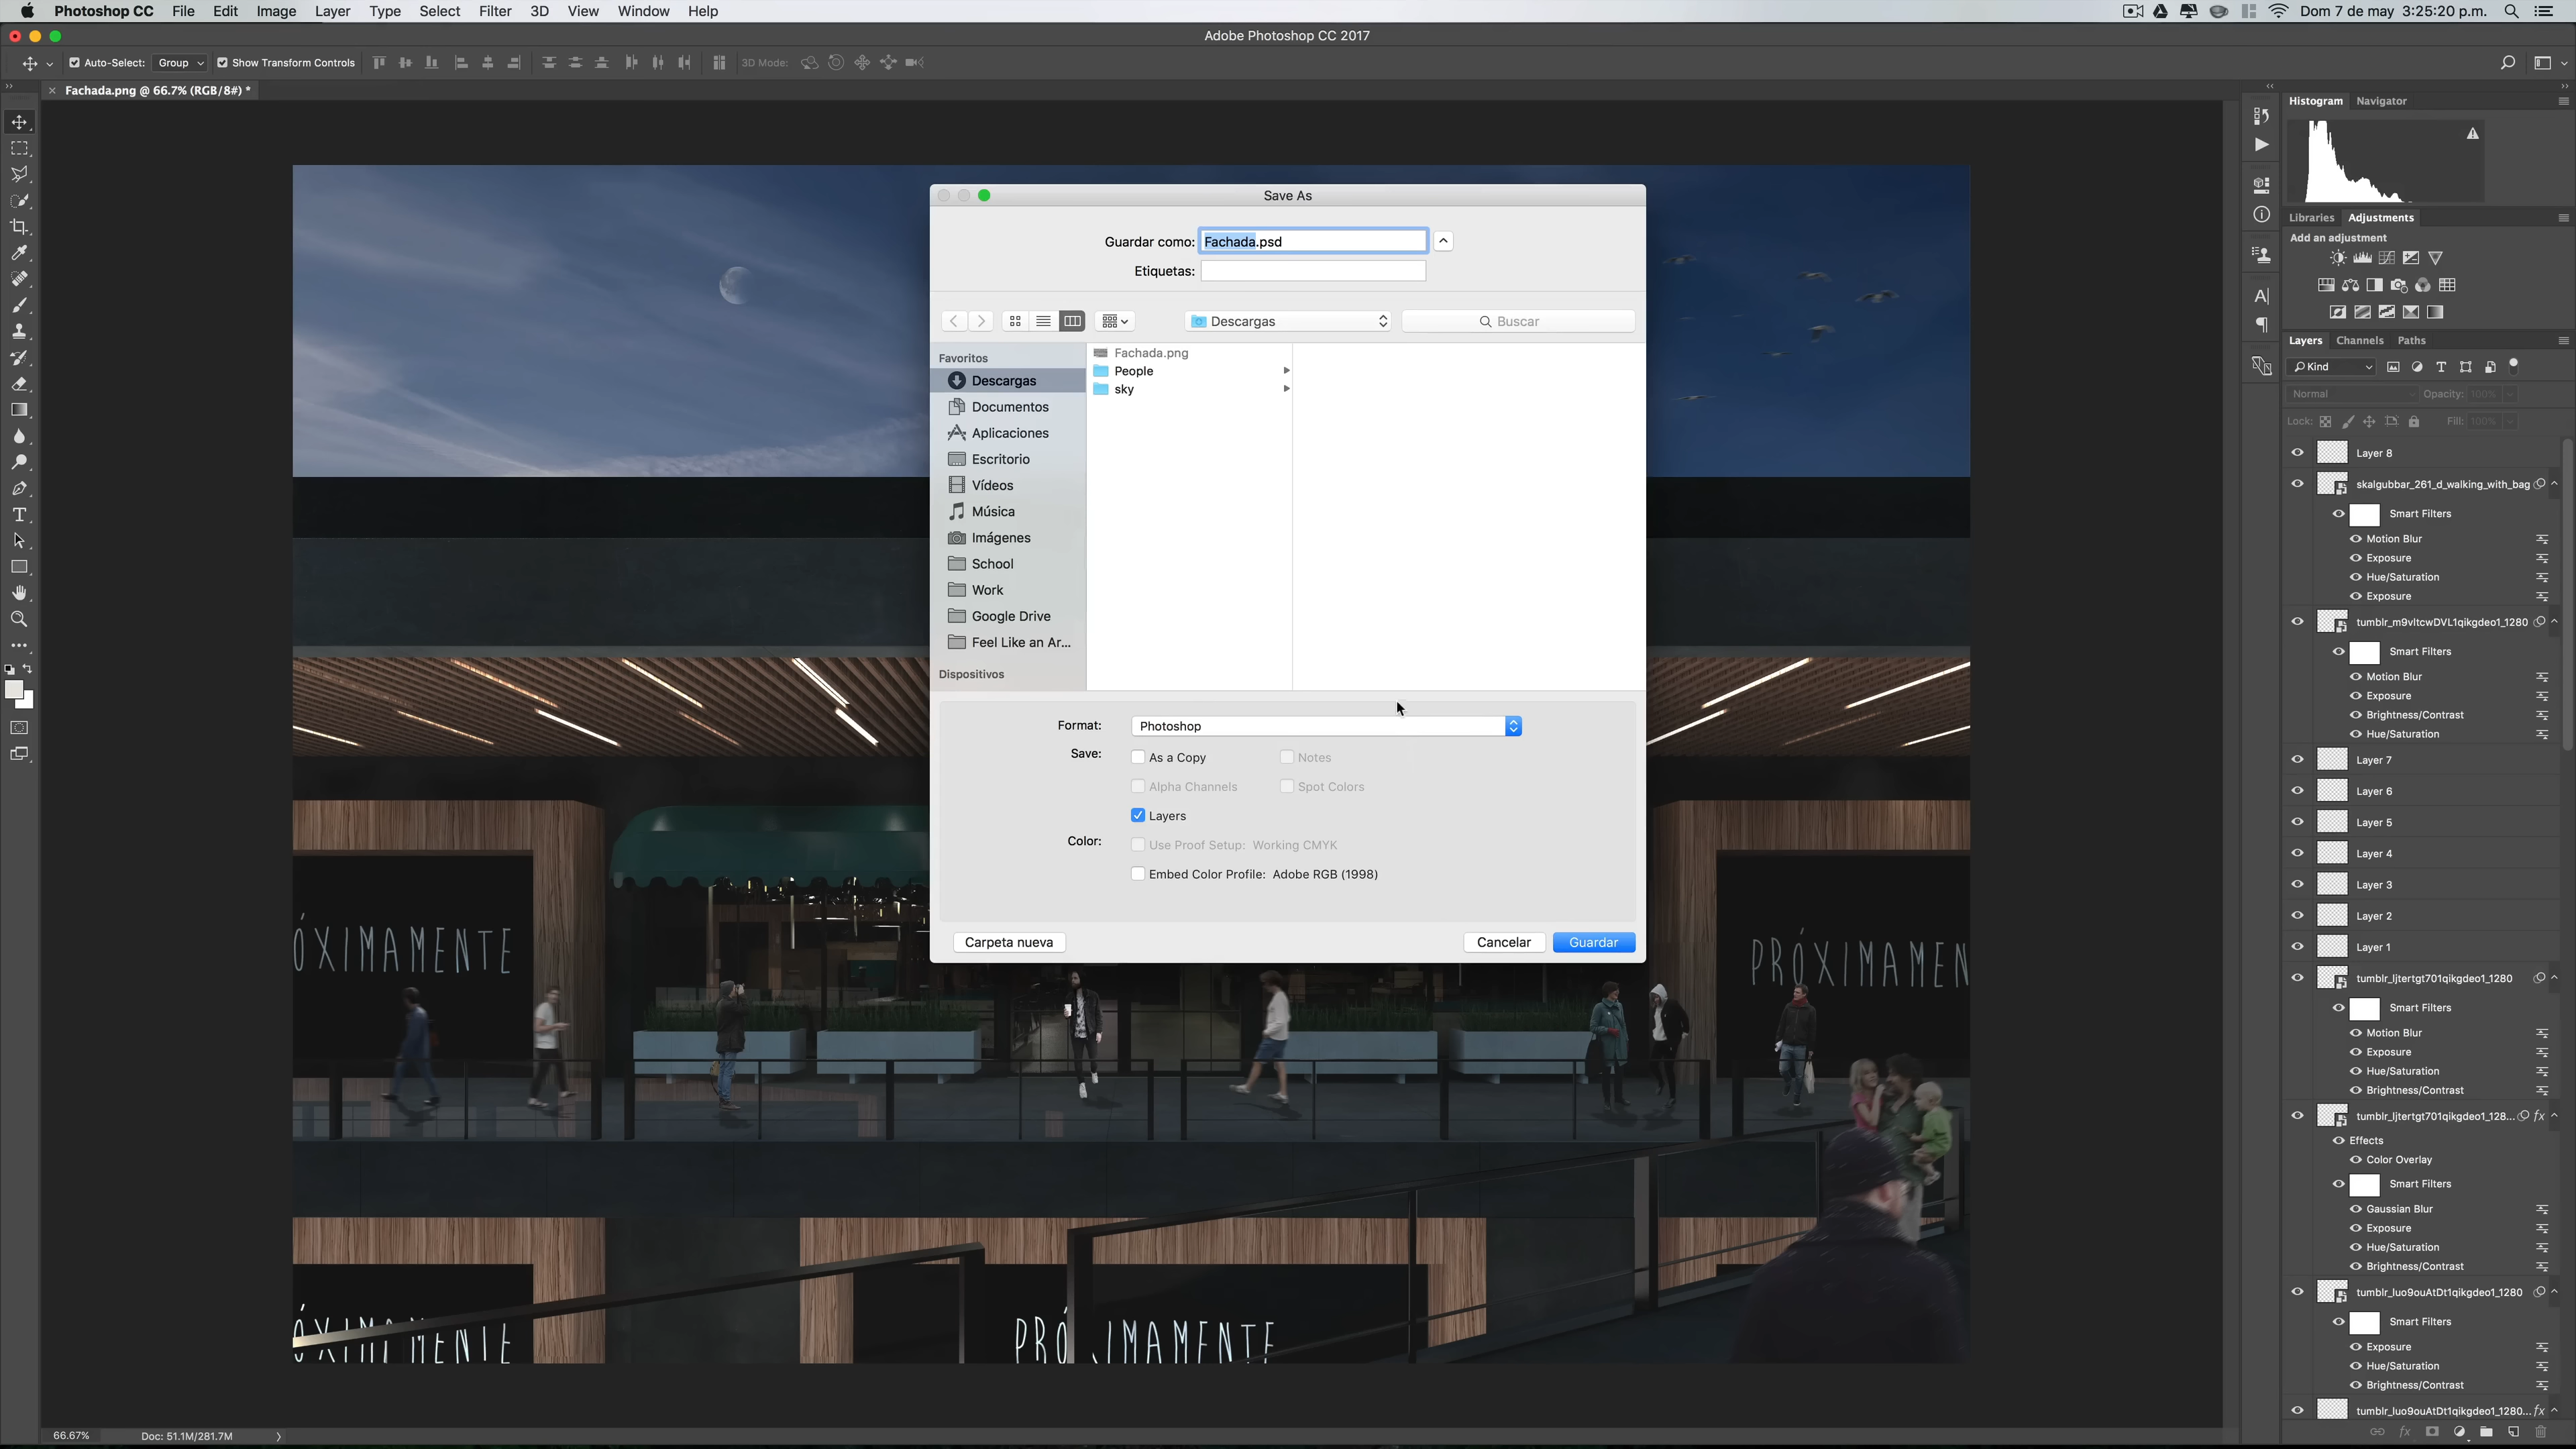 Photoshop CC File Edit Image Layer Type Select Filter 3D View Window Help Dom 7 de may 3:25:20 p.m.
Adobe Photoshop CC 2017
Auto-Select: Group Show Transform Controls 3D Mode:
Fachada.png @ 66.7% (RGB/8#) *
Save As
Guardar como: Fachada.psd
Etiquetas:
Descargas
Buscar
Favoritos
Descargas
Documentos
Aplicaciones
Escritorio
Vídeos
Música
Imágenes
School
Work
Google Drive
Feel Like an Ar...
Dispositivos
Fachada.png
People
sky
Format: Photoshop
Save: As a Copy Notes
Alpha Channels Spot Colors
Layers
Color: Use Proof Setup: Working CMYK
Embed Color Profile: Adobe RGB (1998)
Carpeta nueva Cancelar Guardar
ÓXIMAMENTE
PRÓXIMAMEN
Histogram Navigator
Libraries Adjustments
Add an adjustment
Layers Channels Paths
Kind
Normal Opacity: 100%
Lock: Fill: 100%
Layer 8
skalgubbar_261_d_walking_with_bag
Smart Filters
Motion Blur
Exposure
Hue/Saturation
Exposure
tumblr_m9vltcwDVL1qikgdeo1_1280
Smart Filters
Motion Blur
Exposure
Brightness/Contrast
Hue/Saturation
Layer 7
Layer 6
Layer 5
Layer 4
Layer 3
Layer 2
Layer 1
tumblr_ljtertgt701qikgdeo1_1280
Smart Filters
Motion Blur
Exposure
Hue/Saturation
Brightness/Contrast
tumblr_ljtertgt701qikgdeo1_128... fx
Effects
Color Overlay
Smart Filters
Gaussian Blur
Exposure
Hue/Saturation
Brightness/Contrast
tumblr_luo9ouAtDt1qikgdeo1_1280
Smart Filters
Exposure
Hue/Saturation
Brightness/Contrast
tumblr_luo9ouAtDt1qikgdeo1_1280... fx
66.67% Doc: 51.1M/281.7M